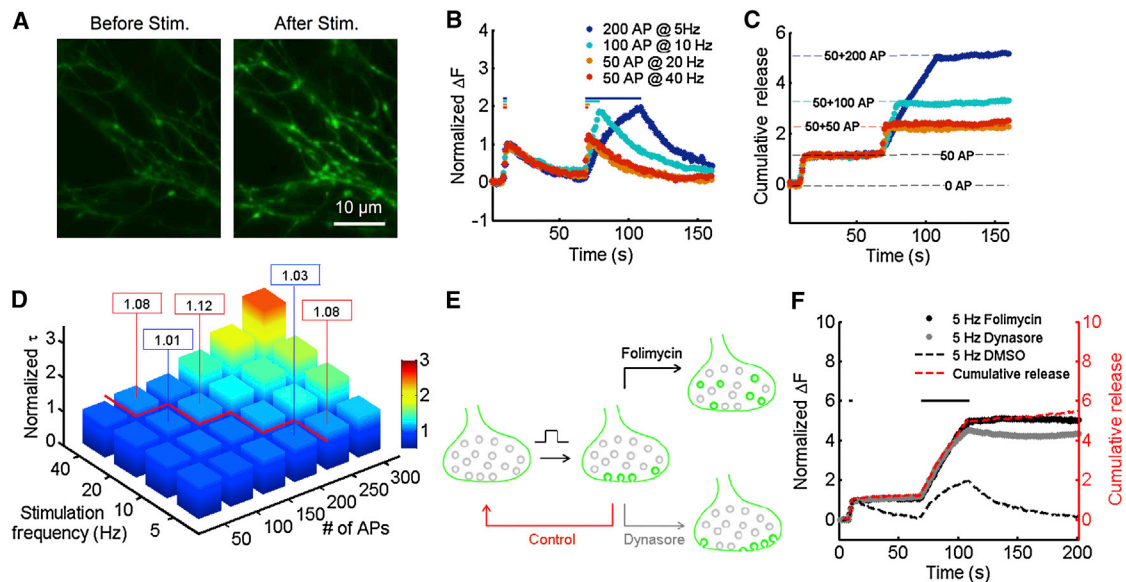 A
Before Stim.
After Stim.
10 µm
B
Normalized ΔF
4
3
2
1
0
-1
200 AP @ 5Hz
100 AP @ 10 Hz
50 AP @ 20 Hz
50 AP @ 40 Hz
50
100
150
Time (s)
C
Cumulative release
6
4
2
0
50+200 AP
50+100 AP
50+50 AP
50 AP
0 AP
50
100
150
Time (s)
D
Normalized τ
3
2
1
0
1.08
1.01
1.12
1.03
1.08
3
2
1
40
20
10
5
Stimulation
frequency (Hz)
50
100
150
200
250
300
# of APs
E
Folimycin
Control
Dynasore
F
Normalized ΔF
10
8
6
4
2
0
5 Hz Folimycin
5 Hz Dynasore
5 Hz DMSO
Cumulative release
10
8
6
4
2
0
Cumulative release
0
50
100
150
200
Time (s)